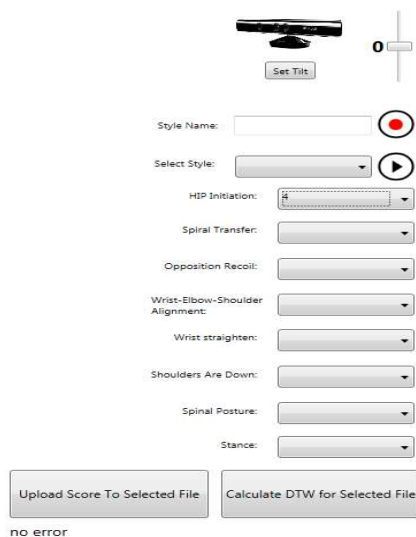 0
Set Tilt
Style Name:
Select Style:
HIP Initiation: 4
Spiral Transfer:
Opposition Recoil:
Wrist-Elbow-Shoulder
Alignment:
Wrist straighten:
Shoulders Are Down:
Spinal Posture:
Stance:
Upload Score To Selected File
Calculate DTW for Selected File
no error